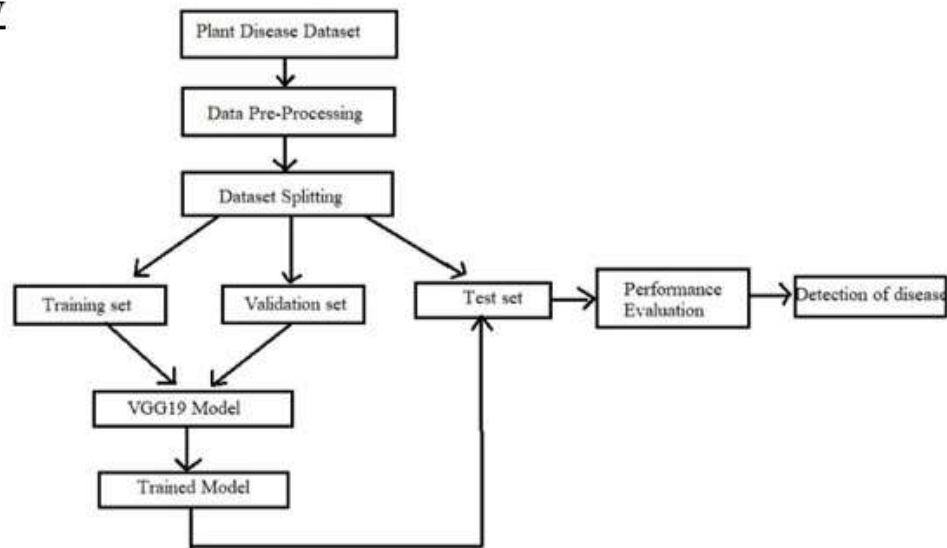 Plant Disease Dataset
Data Pre-Processing
Dataset Splitting
Training set
Validation set
Test set
Performance
Evaluation
Detection of disease
VGG19 Model
Trained Model